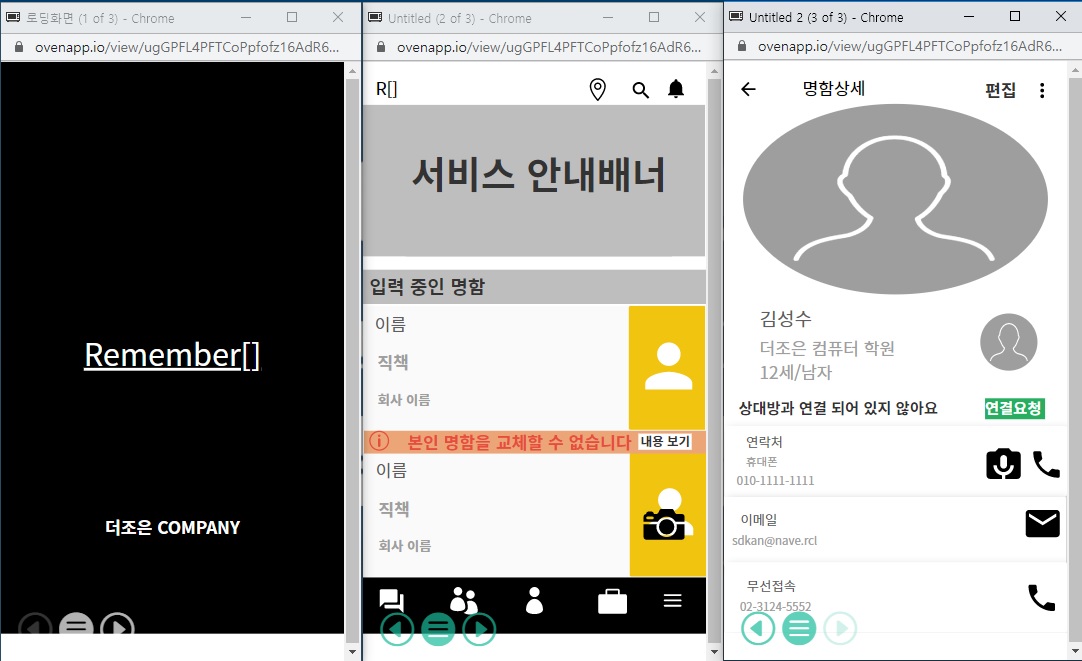 로딩화면 (1 of 3) - Chrome
ovenapp.io/view/ugGPFL4PFTCoPpfofz16AdR6...
Remember[]
더조은 COMPANY
Untitled (2 of 3) - Chrome
ovenapp.io/view/ugGPFL4PFTCoPpfofz16AdR6...
R[]
서비스 안내배너
입력 중인 명함
이름
직책
회사 이름
본인 명함을 교체할 수 없습니다 내용 보기
이름
직책
회사 이름
Untitled 2 (3 of 3) - Chrome
ovenapp.io/view/ugGPFL4PFTCoPpfofz16AdR6...
명함상세 편집
김성수
더조은 컴퓨터 학원
12세/남자
상대방과 연결 되어 있지 않아요 연결요청
연락처
휴대폰
010-1111-1111
이메일
sdkan@nave.rcl
무선접속
02-3124-5552